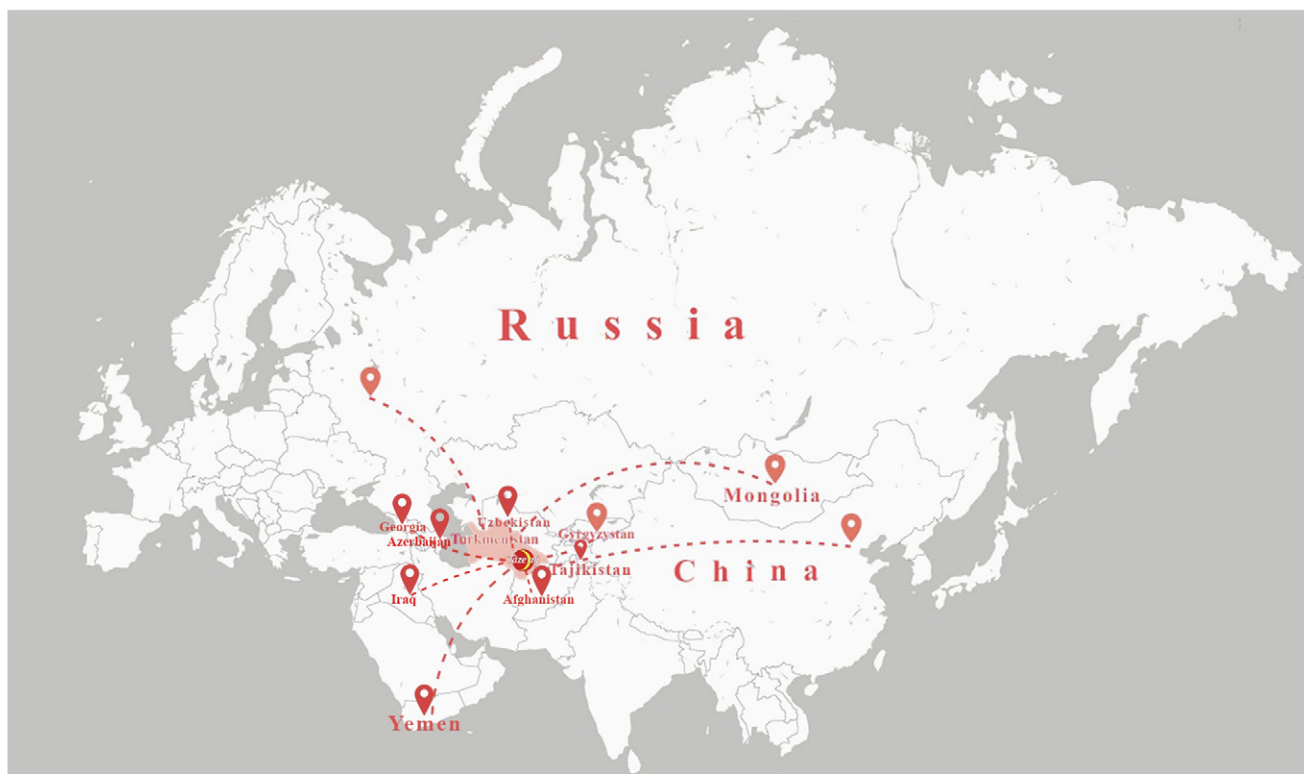 Russia
Mongolia
Georgia
Uzbekistan
Azerbaijan
Turkmenistan
Gyrgyzystan
Tajikistan
China
Iraq
Afghanistan
Yemen